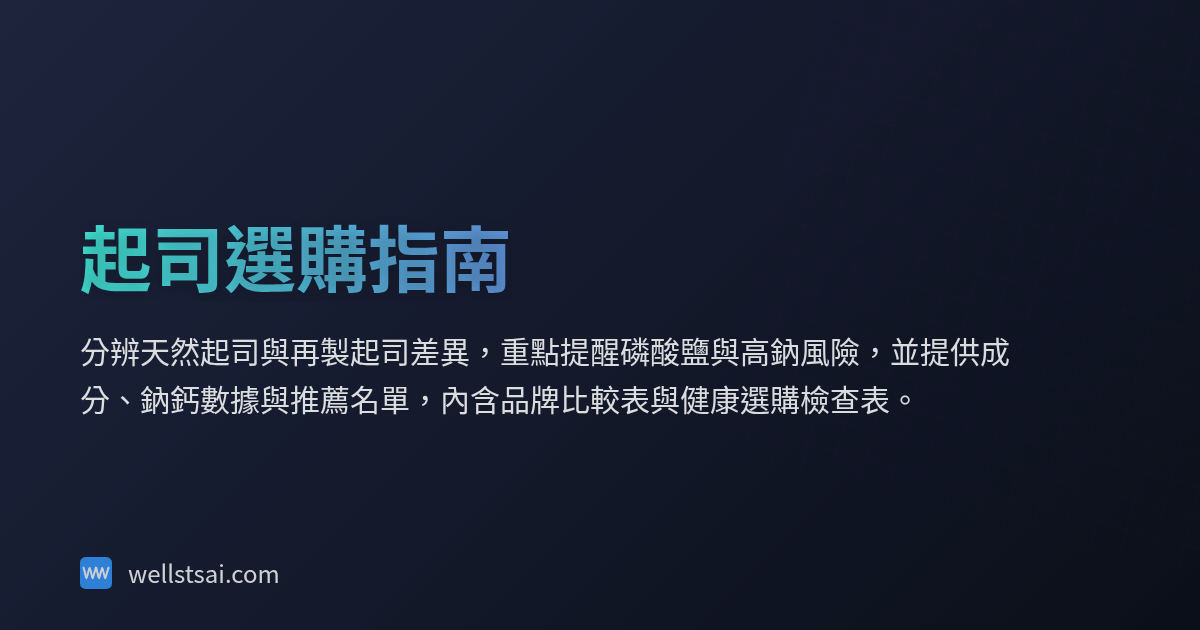 起司選購指南
分辨天然起司與再製起司差異，重點提醒磷酸鹽與高鈉風險，並提供成
分、鈉鈣數據與推薦名單，內含品牌比較表與健康選購檢查表。
wellstsai.com